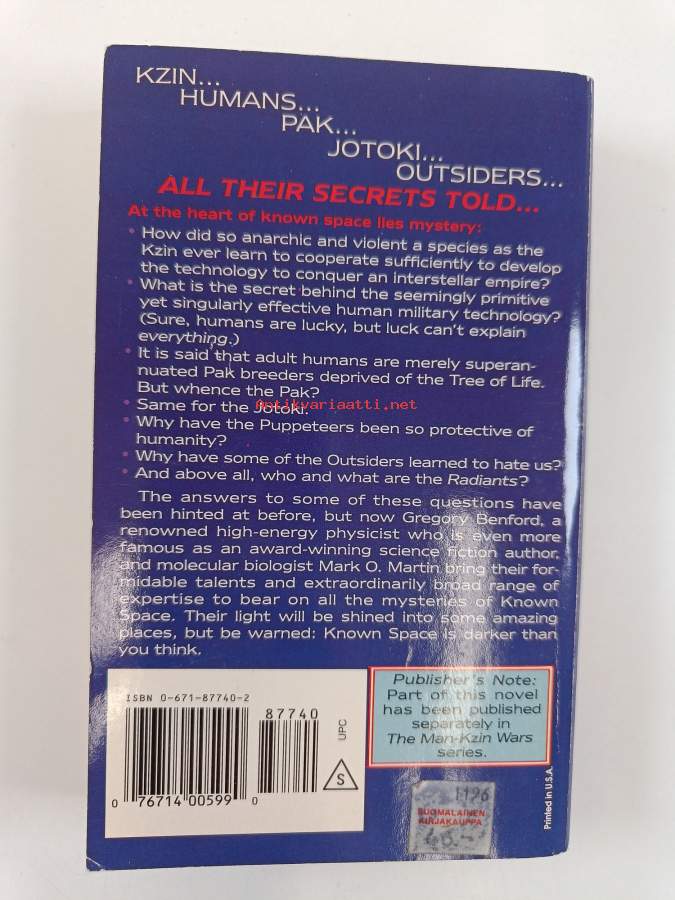 KZIN...
HUMANS...
PAK...
JOTOKI...
OUTSIDERS...
ALL THEIR SECRETS TOLD...
At the heart of known space lies mystery:
• How did so anarchic and violent a species as the
Kzin ever learn to cooperate sufficiently to develop
the technology to conquer an interstellar empire?
• What is the secret behind the seemingly primitive
yet singularly effective human military technology?
(Sure, humans are lucky, but luck can't explain
everything.)
• It is said that adult humans are merely superan-
nuated Pak breeders deprived of the Tree of Life.
But whence the Pak?
• Same for the Jotoki.
Antikvariaatti.net
• Why have the Puppeteers been so protective of
humanity?
• Why have some of the Outsiders learned to hate us?
• And above all, who and what are the Radiants?
The answers to some of these questions have
been hinted at before, but now Gregory Benford, a
renowned high-energy physicist who is even more
famous as an award-winning science fiction author,
and molecular biologist Mark O. Martin bring their for-
midable talents and extraordinarily broad range of
expertise to bear on all the mysteries of Known
Space. Their light will be shined into some amazing
places, but be warned: Known Space is darker than
you think.
ISBN 0-671-87740-2
87740
UPC
S
0 76714 00599 0
Publisher's Note:
Part of this novel
has been published
separately in
The Man-Kzin Wars
series.
Printed in U.S.A.
1196
SUOMALAINEN
KIRJAKAUPPA
46.-